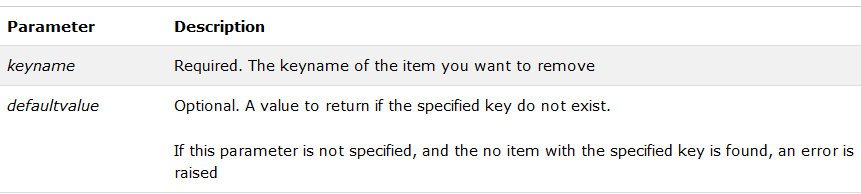 Parameter Description
keyname Required. The keyname of the item you want to remove
defaultvalue Optional. A value to return if the specified key do not exist.
If this parameter is not specified, and the no item with the specified key is found, an error is
raised